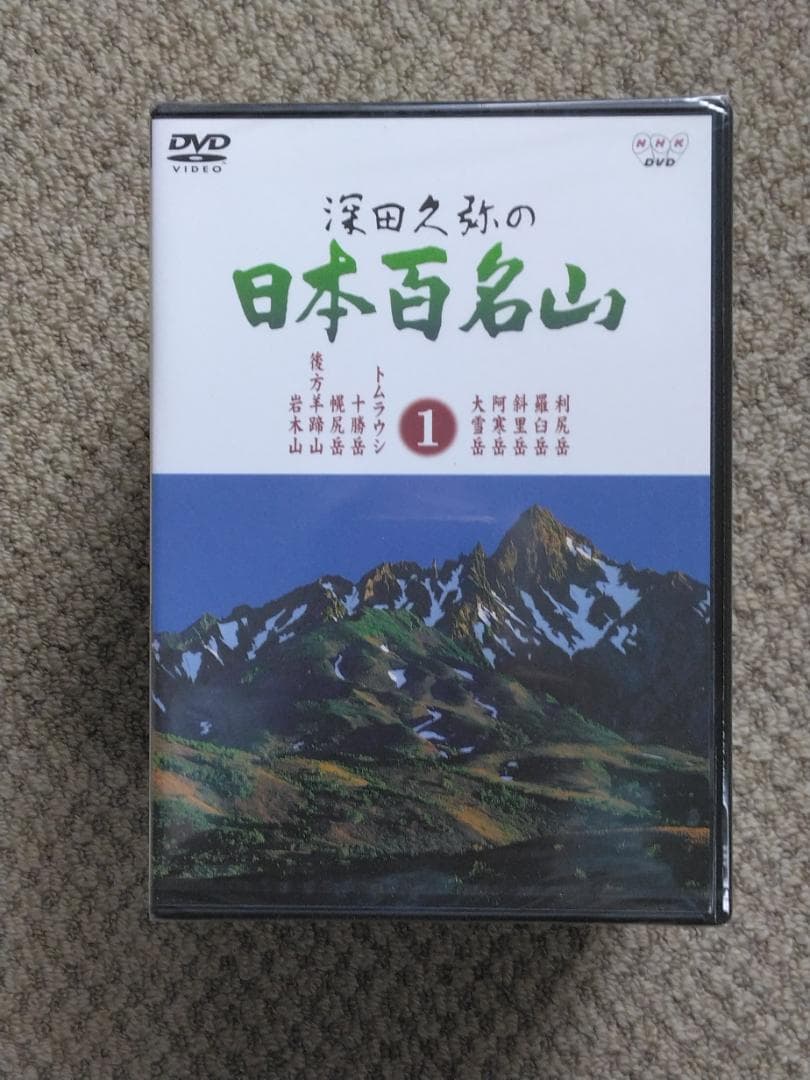 DVD
VIDEO
NHK
DVD
深田久弥の
日本百名山
利尻岳
羅臼岳
斜里岳
阿寒岳
大雪岳
1
トムラウシ
十勝岳
幌尻岳
後方羊蹄山
岩木山